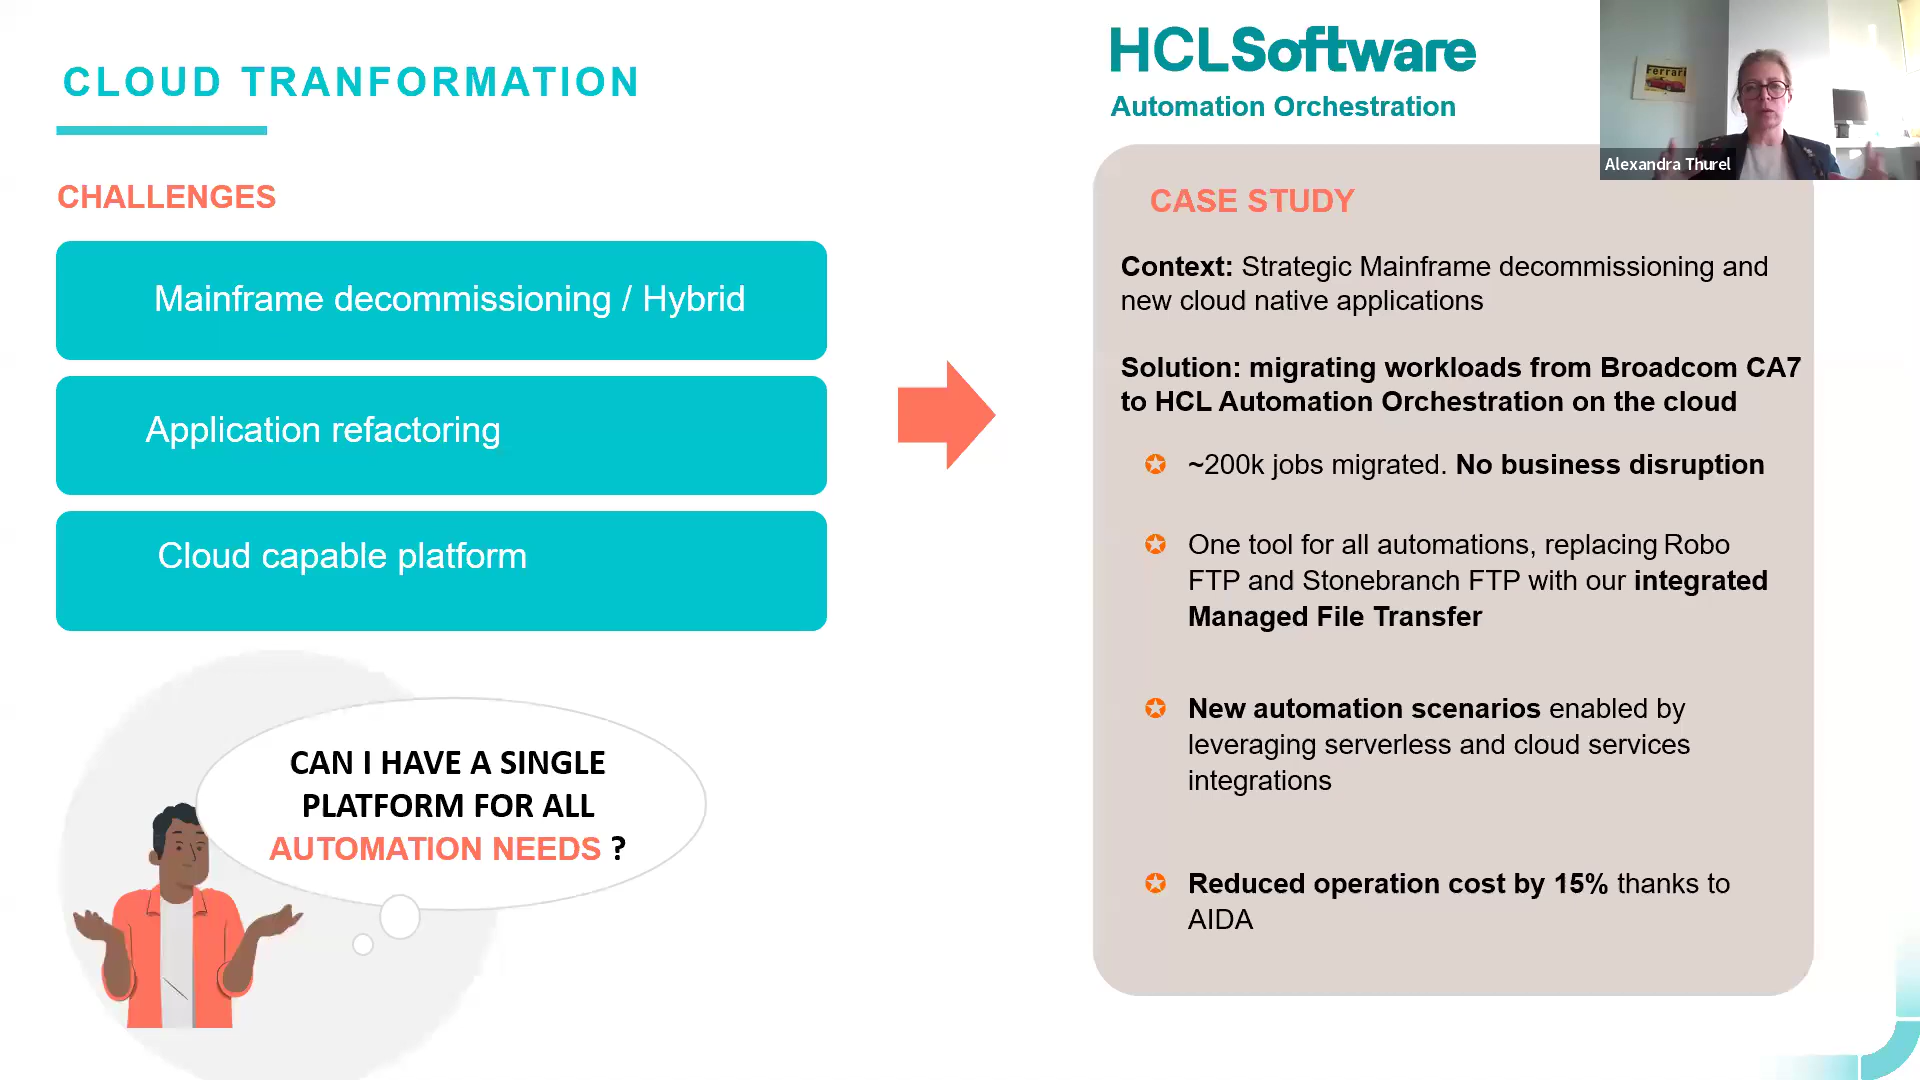 CLOUD TRANFORMATION
CHALLENGES
Mainframe decommissioning / Hybrid
Application refactoring
Cloud capable platform
CAN I HAVE A SINGLE
PLATFORM FOR ALL
AUTOMATION NEEDS ?
HCLSoftware
Automation Orchestration
Ferrari
Alexandra Thurel
CASE STUDY
Context: Strategic Mainframe decommissioning and
new cloud native applications
Solution: migrating workloads from Broadcom CA7
to HCL Automation Orchestration on the cloud
~200k jobs migrated. No business disruption
One tool for all automations, replacing Robo
FTP and Stonebranch FTP with our integrated
Managed File Transfer
New automation scenarios enabled by
leveraging serverless and cloud services
integrations
Reduced operation cost by 15% thanks to
AIDA